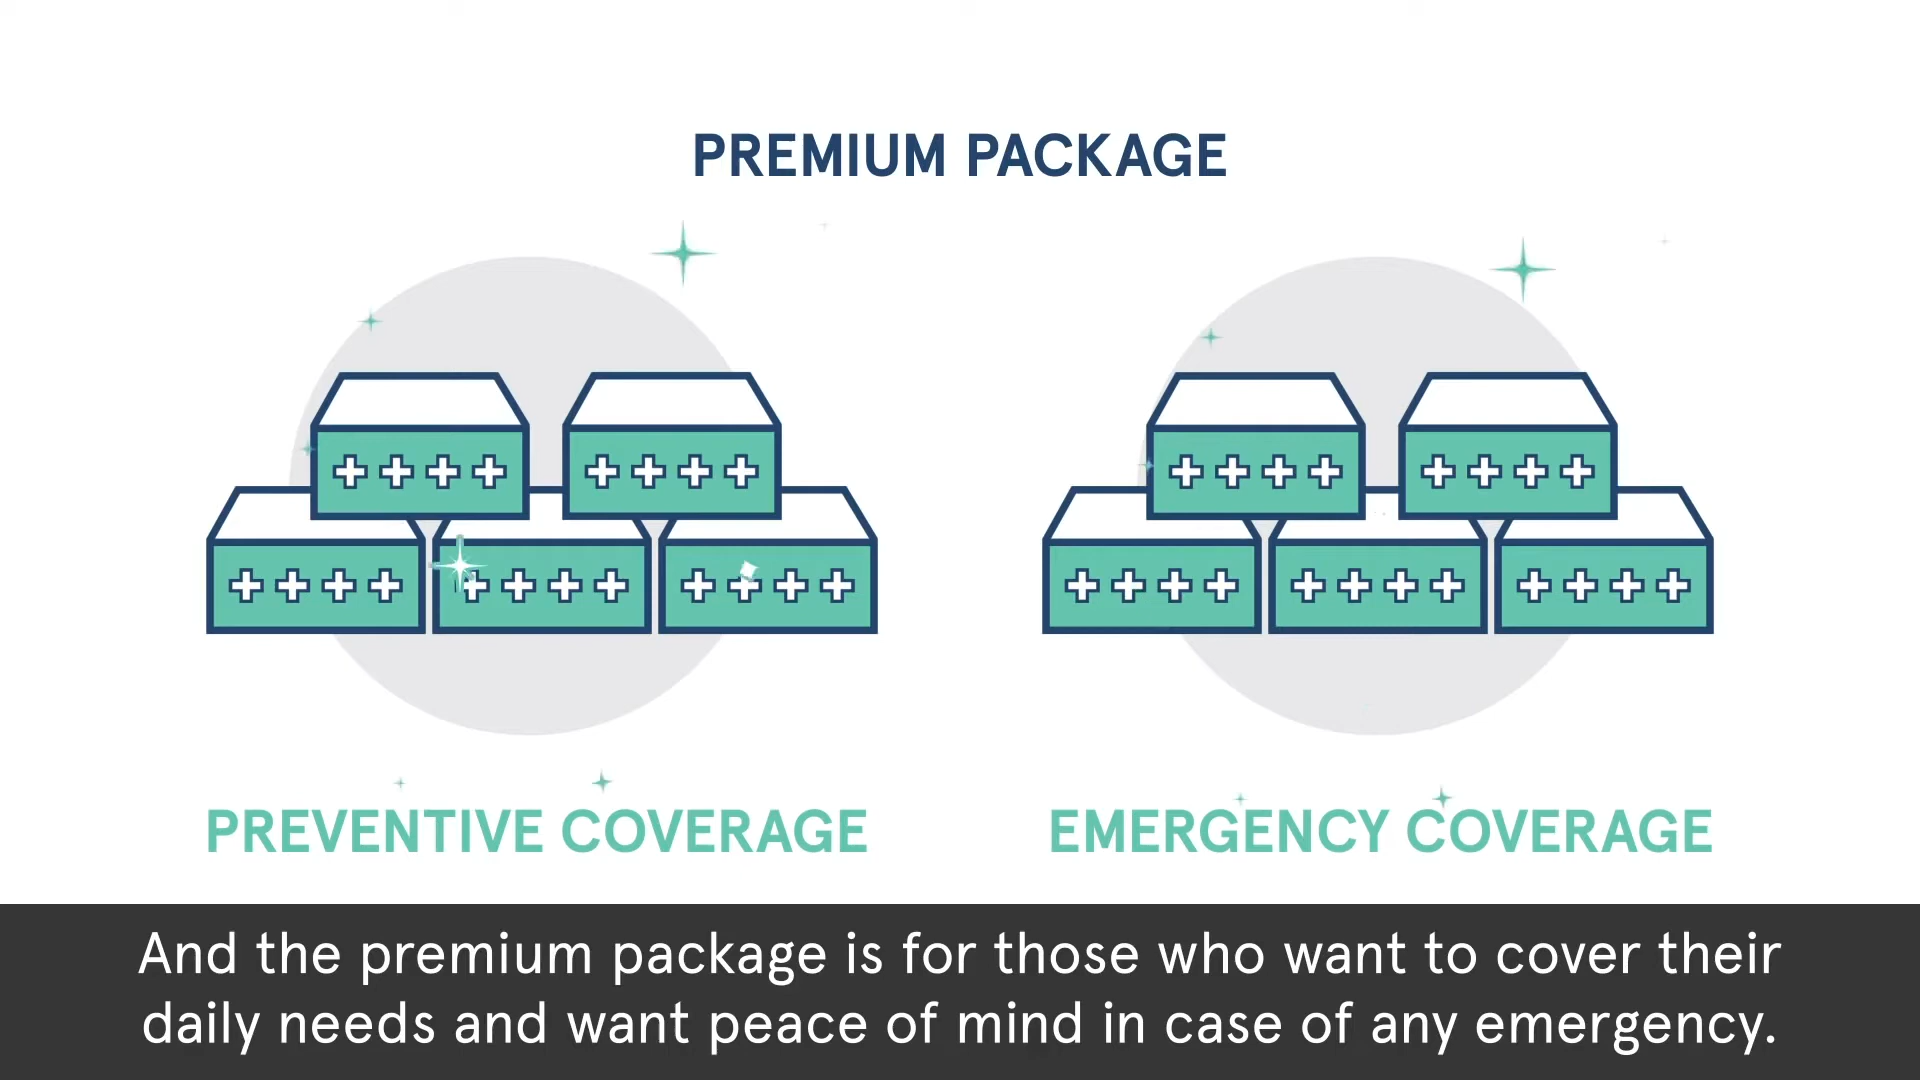 PREMIUM PACKAGE
PREVENTIVE COVERAGE
EMERGENCY COVERAGE
And the premium package is for those who want to cover their
daily needs and want peace of mind in case of any emergency.